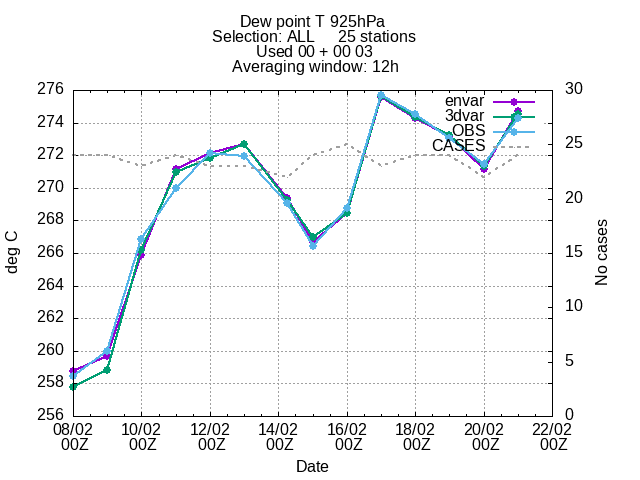 Dew point T 925hPa
Selection: ALL 25 stations
Used 00 + 00 03
Averaging window: 12h
276 30
274
272 25
270
268 20
266 15
264
262 10
260
258 5
256 0
envar
3dvar
OBS
CASES
deg C
No cases
08/02 10/02 12/02 14/02 16/02 18/02 20/02 22/02
00Z 00Z 00Z 00Z 00Z 00Z 00Z 00Z
Date